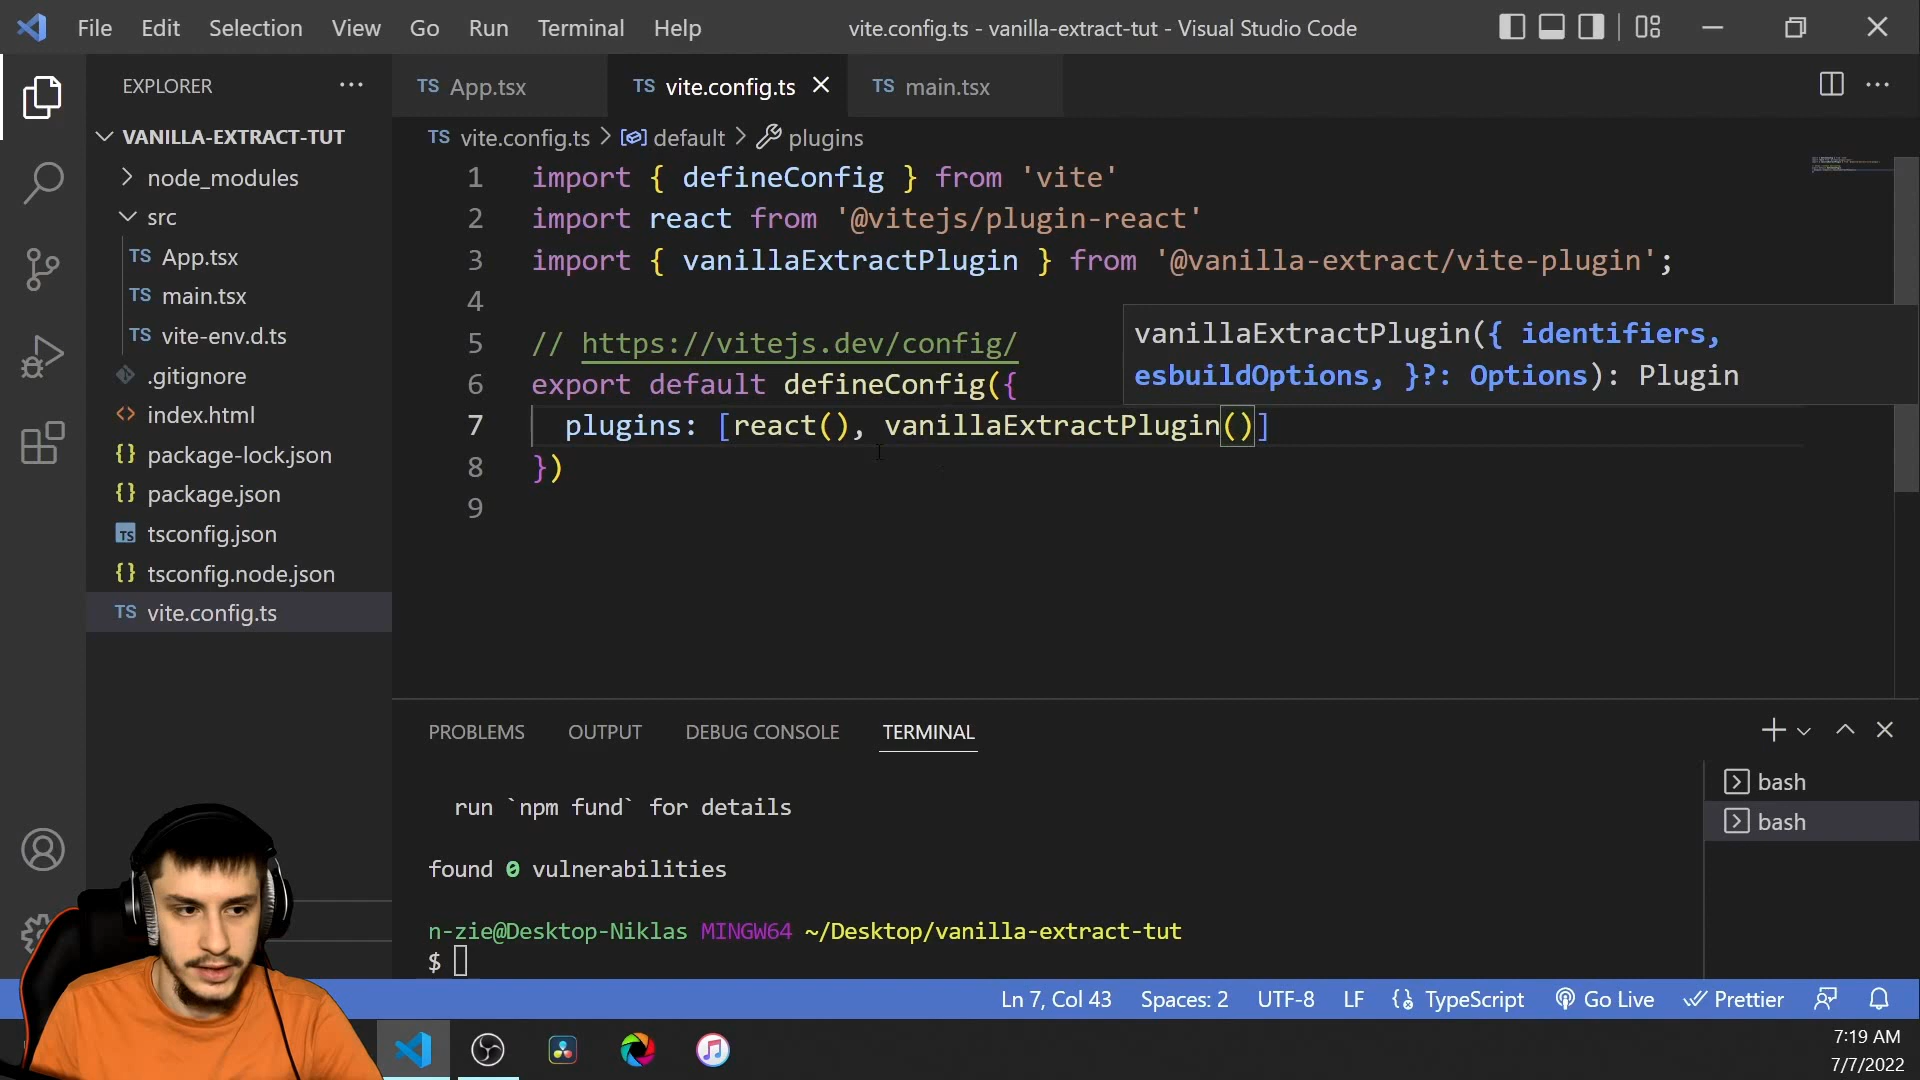 File Edit Selection View Go Run Terminal Help
vite.config.ts - vanilla-extract-tut - Visual Studio Code
EXPLORER
VANILLA-EXTRACT-TUT
node_modules
src
TS App.tsx
TS main.tsx
TS vite-env.d.ts
.gitignore
<> index.html
{} package-lock.json
{} package.json
TS tsconfig.json
{} tsconfig.node.json
TS vite.config.ts
TS App.tsx
TS vite.config.ts
TS main.tsx
TS vite.config.ts > default > plugins
1 import { defineConfig } from 'vite'
2 import react from '@vitejs/plugin-react'
3 import { vanillaExtractPlugin } from '@vanilla-extract/vite-plugin';
4
5 // https://vitejs.dev/config/
6 export default defineConfig({
7 plugins: [react(), vanillaExtractPlugin()]
8 })
9
vanillaExtractPlugin({ identifiers,
esbuildOptions, }?: Options): Plugin
PROBLEMS OUTPUT DEBUG CONSOLE TERMINAL
run `npm fund` for details
found 0 vulnerabilities
n-zie@Desktop-Niklas MINGW64 ~/Desktop/vanilla-extract-tut
$
bash
bash
Ln 7, Col 43 Spaces: 2 UTF-8 LF TypeScript Go Live Prettier
7:19 AM
7/7/2022